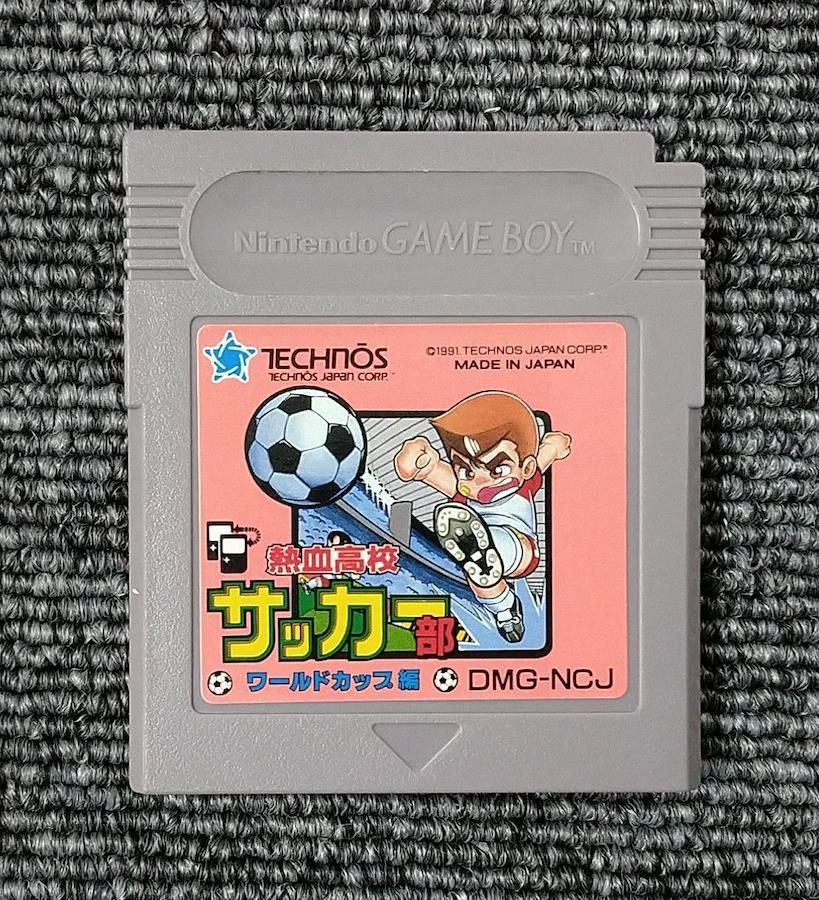 Nintendo GAME BOY TM
TECHNŌS
TECHNŌS JAPAN CORP.™
©1991. TECHNOS JAPAN CORP.®
MADE IN JAPAN
熱血高校
サッカー部
ワールドカップ編
DMG-NCJ